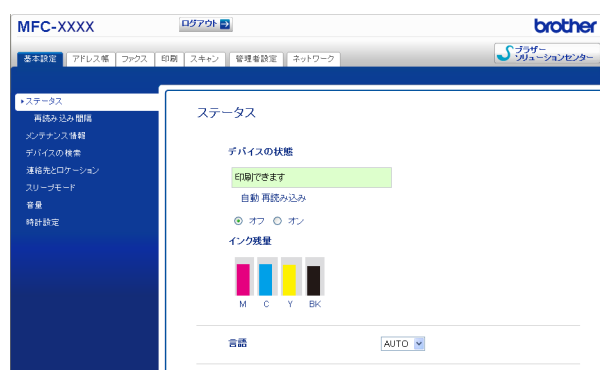 MFC-XXXX
ログアウト
brother
基本設定 アドレス帳 ファクス 印刷 スキャン 管理者設定 ネットワーク
ブラザー
ソリューションセンター
ステータス
再読み込み間隔
メンテナンス情報
デバイスの検索
連絡先とロケーション
スリープモード
音量
時計設定
ステータス
デバイスの状態
印刷できます
自動再読み込み
オフ オン
インク残量
M C Y BK
言語 AUTO